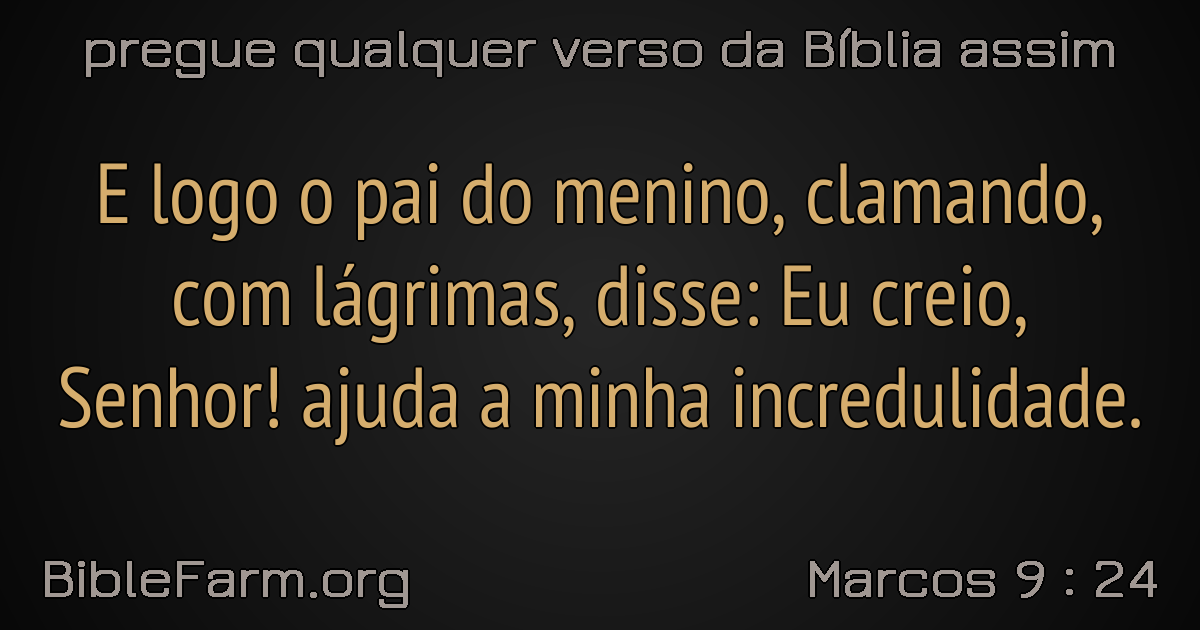 pregue qualquer verso da Bíblia assim
E logo o pai do menino, clamando,
com lágrimas, disse: Eu creio,
Senhor! ajuda a minha incredulidade.
BibleFarm.org
Marcos 9 : 24